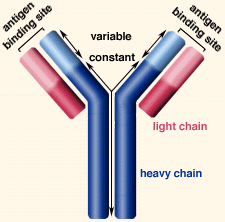 antigen
binding site
antigen
binding site
variable
constant
light chain
heavy chain